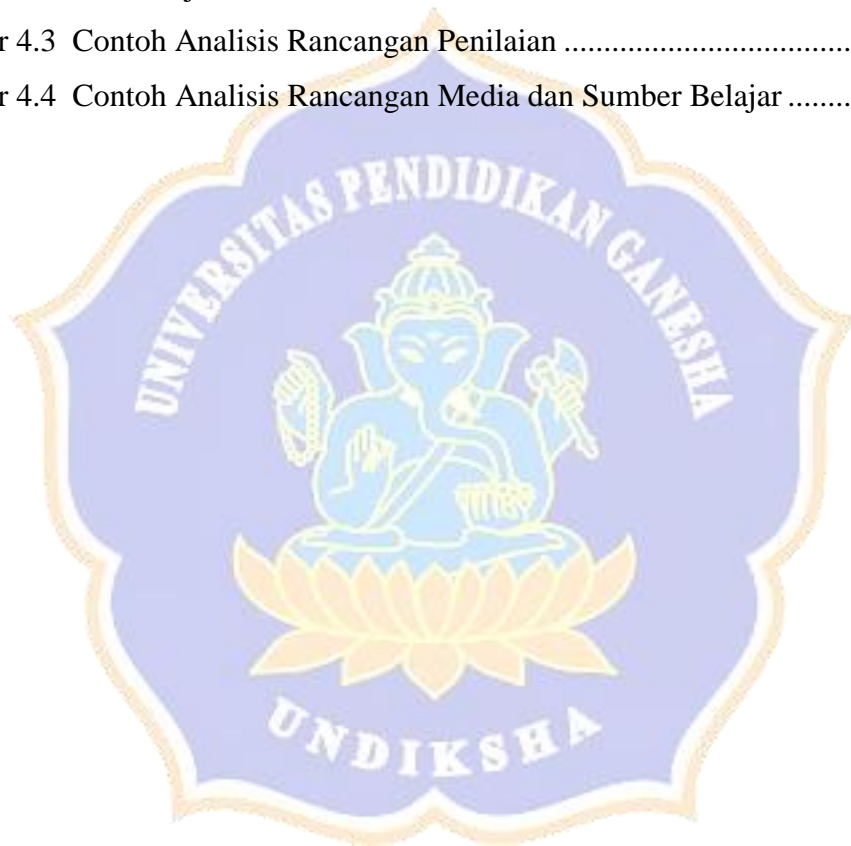 r 4.3 Contoh Analisis Rancangan Penilaian ...................................
r 4.4 Contoh Analisis Rancangan Media dan Sumber Belajar ........
UNIVERSITAS PENDIDIKAN GANESHA
UNDIKSHA